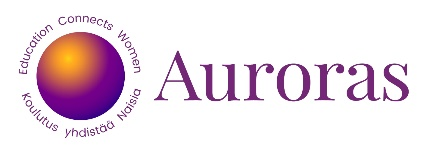 Education Connects Women
Koulutus yhdistää Naisia
Auroras